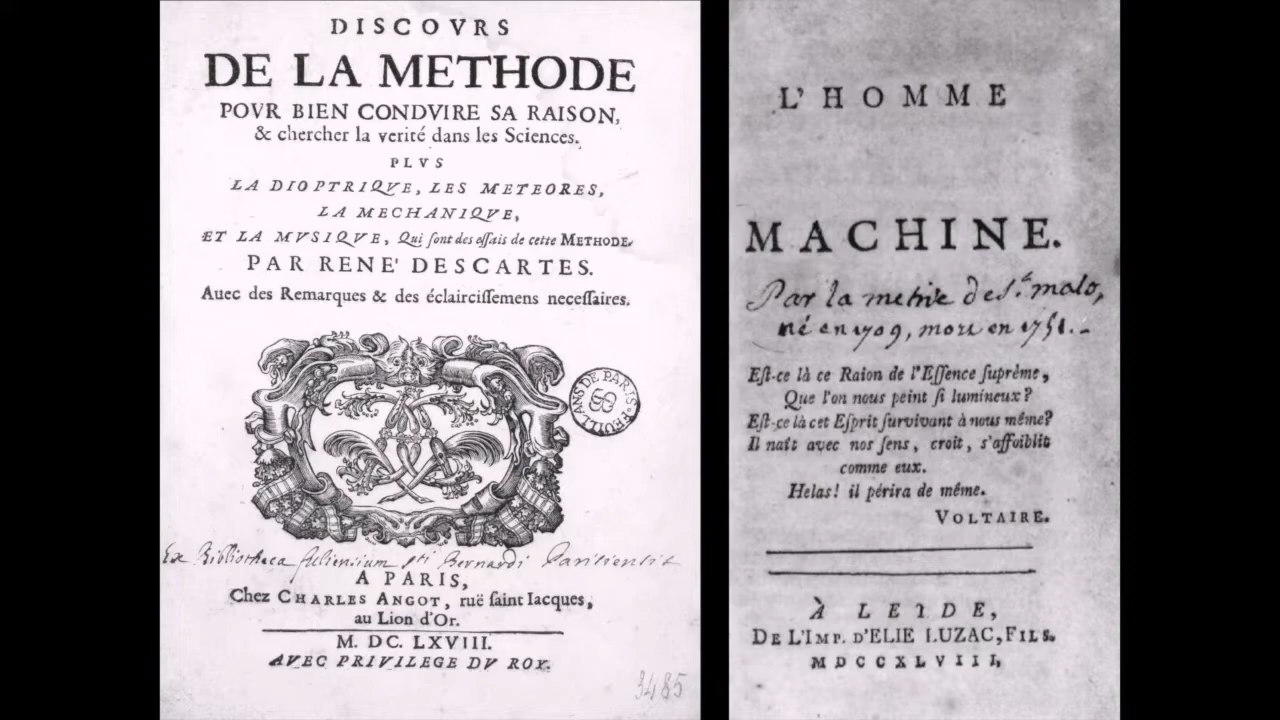 DISCOVRS
DE LA METHODE
POVR BIEN CONDVIRE SA RAISON,
& chercher la verité dans les Sciences.
PLVS
LA DIOPTRIQVE, LES METEORES,
LA MECHANIQVE,
ET LA MVSIQVE, Qui sont des essais de cette METHODE.
PAR RENE' DESCARTES.
Auec des Remarques & des éclaircissemens necessaires.
ANS DE PARIS
FEUILL
Ex Bibliotheca fuliensium sti Bernardi Parisiensis
A PARIS,
Chez CHARLES ANGOT, ruë saint Iacques,
au Lion d'Or.
M. DC. LXVIII.
AVEC PRIVILEGE DV ROY.
3485
L'HOMME
MACHINE.
Par la metrie de St. malo,
né en 1709, mort en 1751.
Est-ce là ce Raion de l'Essence suprème,
Que l'on nous peint si lumineux?
Est-ce là cet Esprit survivant à nous même?
Il naît avec nos sens, croit, s'affoiblit
comme eux.
Helas! il périra de même.
VOLTAIRE.
À LEIDE,
DE L'IMP. D'ELIE LUZAC, FILS.
MDCCXLVIII,